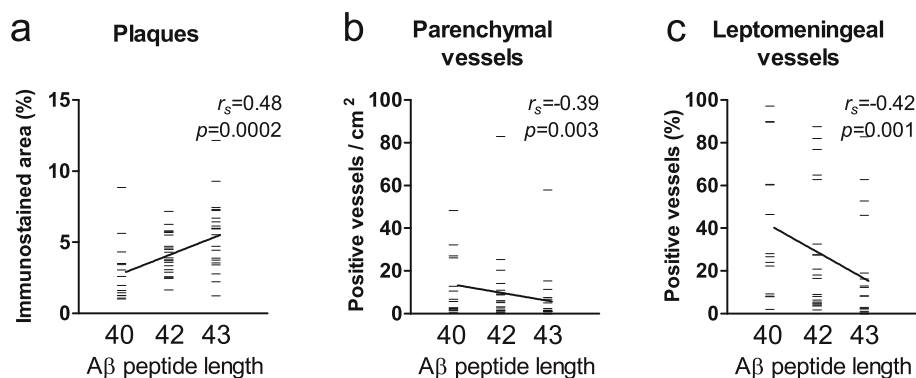 a
Plaques
rs=0.48
p=0.0002
Immunostained area (%)
15
10
5
0
40 42 43
Aβ peptide length
b
Parenchymal
vessels
rs=-0.39
p=0.003
Positive vessels / cm²
100
80
60
40
20
0
40 42 43
Aβ peptide length
c
Leptomeningeal
vessels
rs=-0.42
p=0.001
Positive vessels (%)
100
80
60
40
20
0
40 42 43
Aβ peptide length